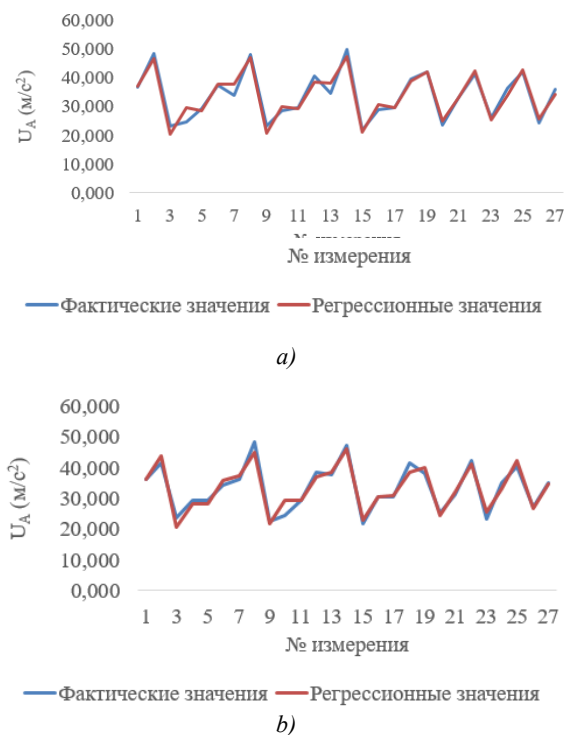 60,000
50,000
40,000
30,000
20,000
10,000
0,000
U_A (м/с²)
1 3 5 7 9 11 13 15 17 19 21 23 25 27
№ измерения
№ измерения
Фактические значения Регрессионные значения
a)
60,000
50,000
40,000
30,000
20,000
10,000
0,000
U_A (м/с²)
1 3 5 7 9 11 13 15 17 19 21 23 25 27
№ измерения
Фактические значения Регрессионные значения
b)